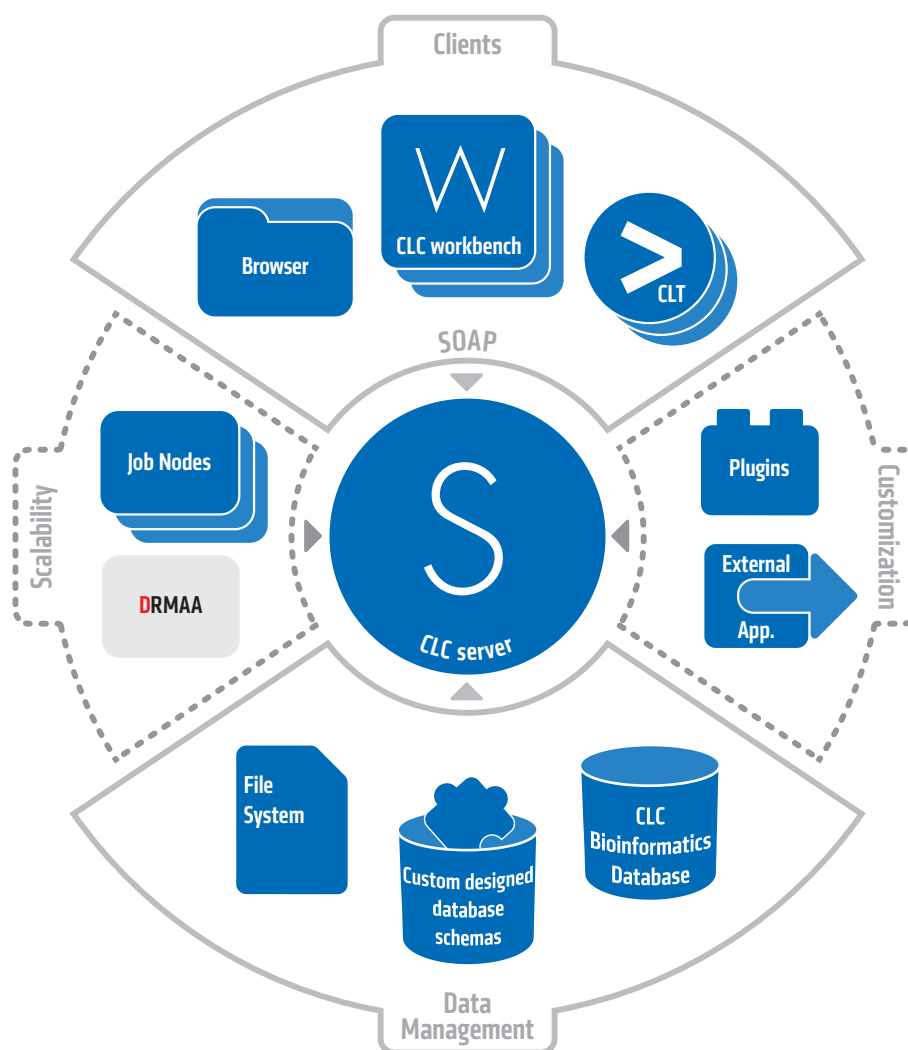 Clients
W
CLC workbench
Browser
>
CLT
SOAP
Scalability
Job Nodes
DRMAA
S
CLC server
Plugins
External
App.
Customization
File
System
Custom designed
database
schemas
CLC
Bioinformatics
Database
Data
Management